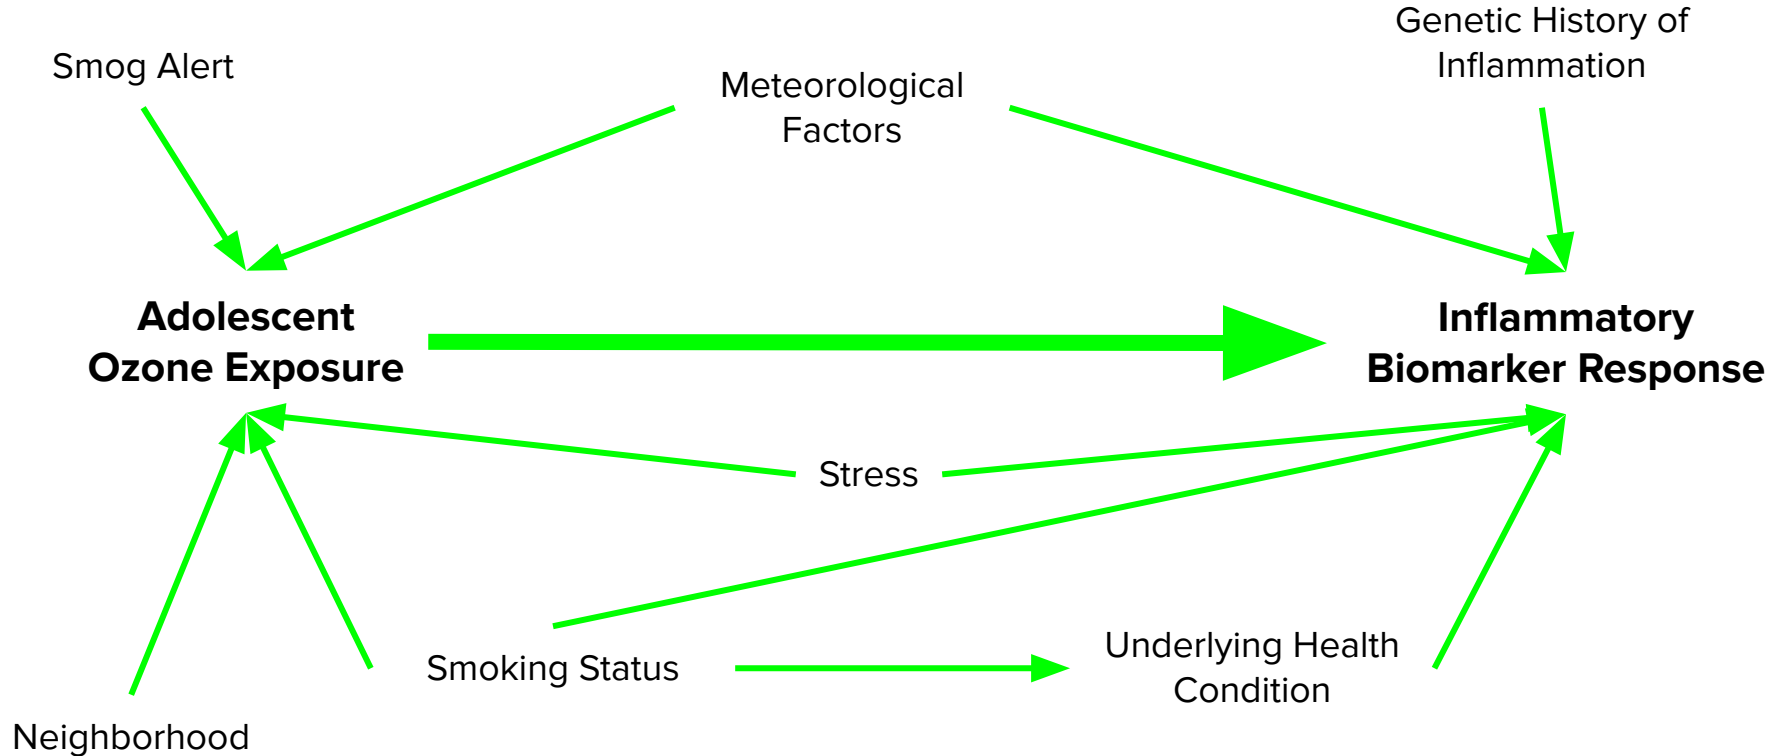 Genetic History of
Inflammation
Smog Alert
Meteorological
Factors
Adolescent
Ozone Exposure
Inflammatory
Biomarker Response
Stress
Smoking Status
Underlying Health
Condition
Neighborhood